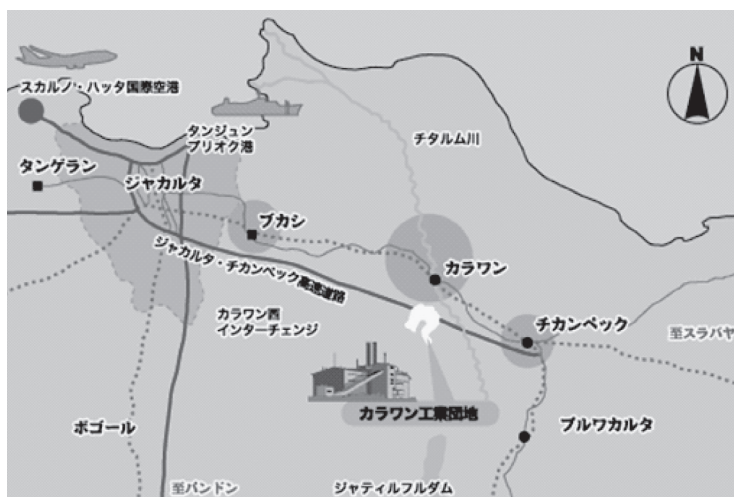 N
スカルノ・ハッタ国際空港
タンジュン
プリオク港
チタルム川
タンゲラン
ジャカルタ
ブカシ
ジャカルタ・チカンペック高速道路
カラワン
カラワン西
インターチェンジ
チカンペック
至スラバヤ
カラワン工業団地
ボゴール
プルワカルタ
至バンドン
ジャティルフルダム